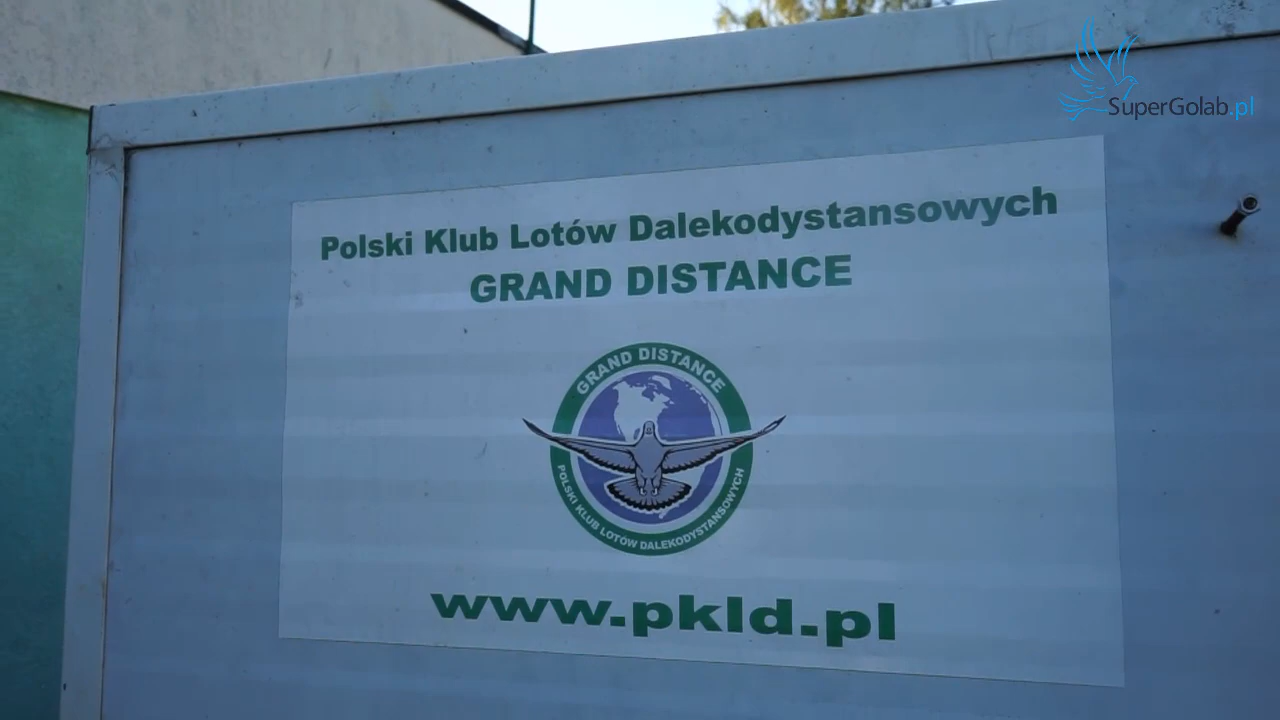 SuperGolab.pl
Polski Klub Lotów Dalekodystansowych
GRAND DISTANCE
GRAND DISTANCE
POLSKI KLUB LOTÓW DALEKODYSTANSOWYCH
www.pkld.pl